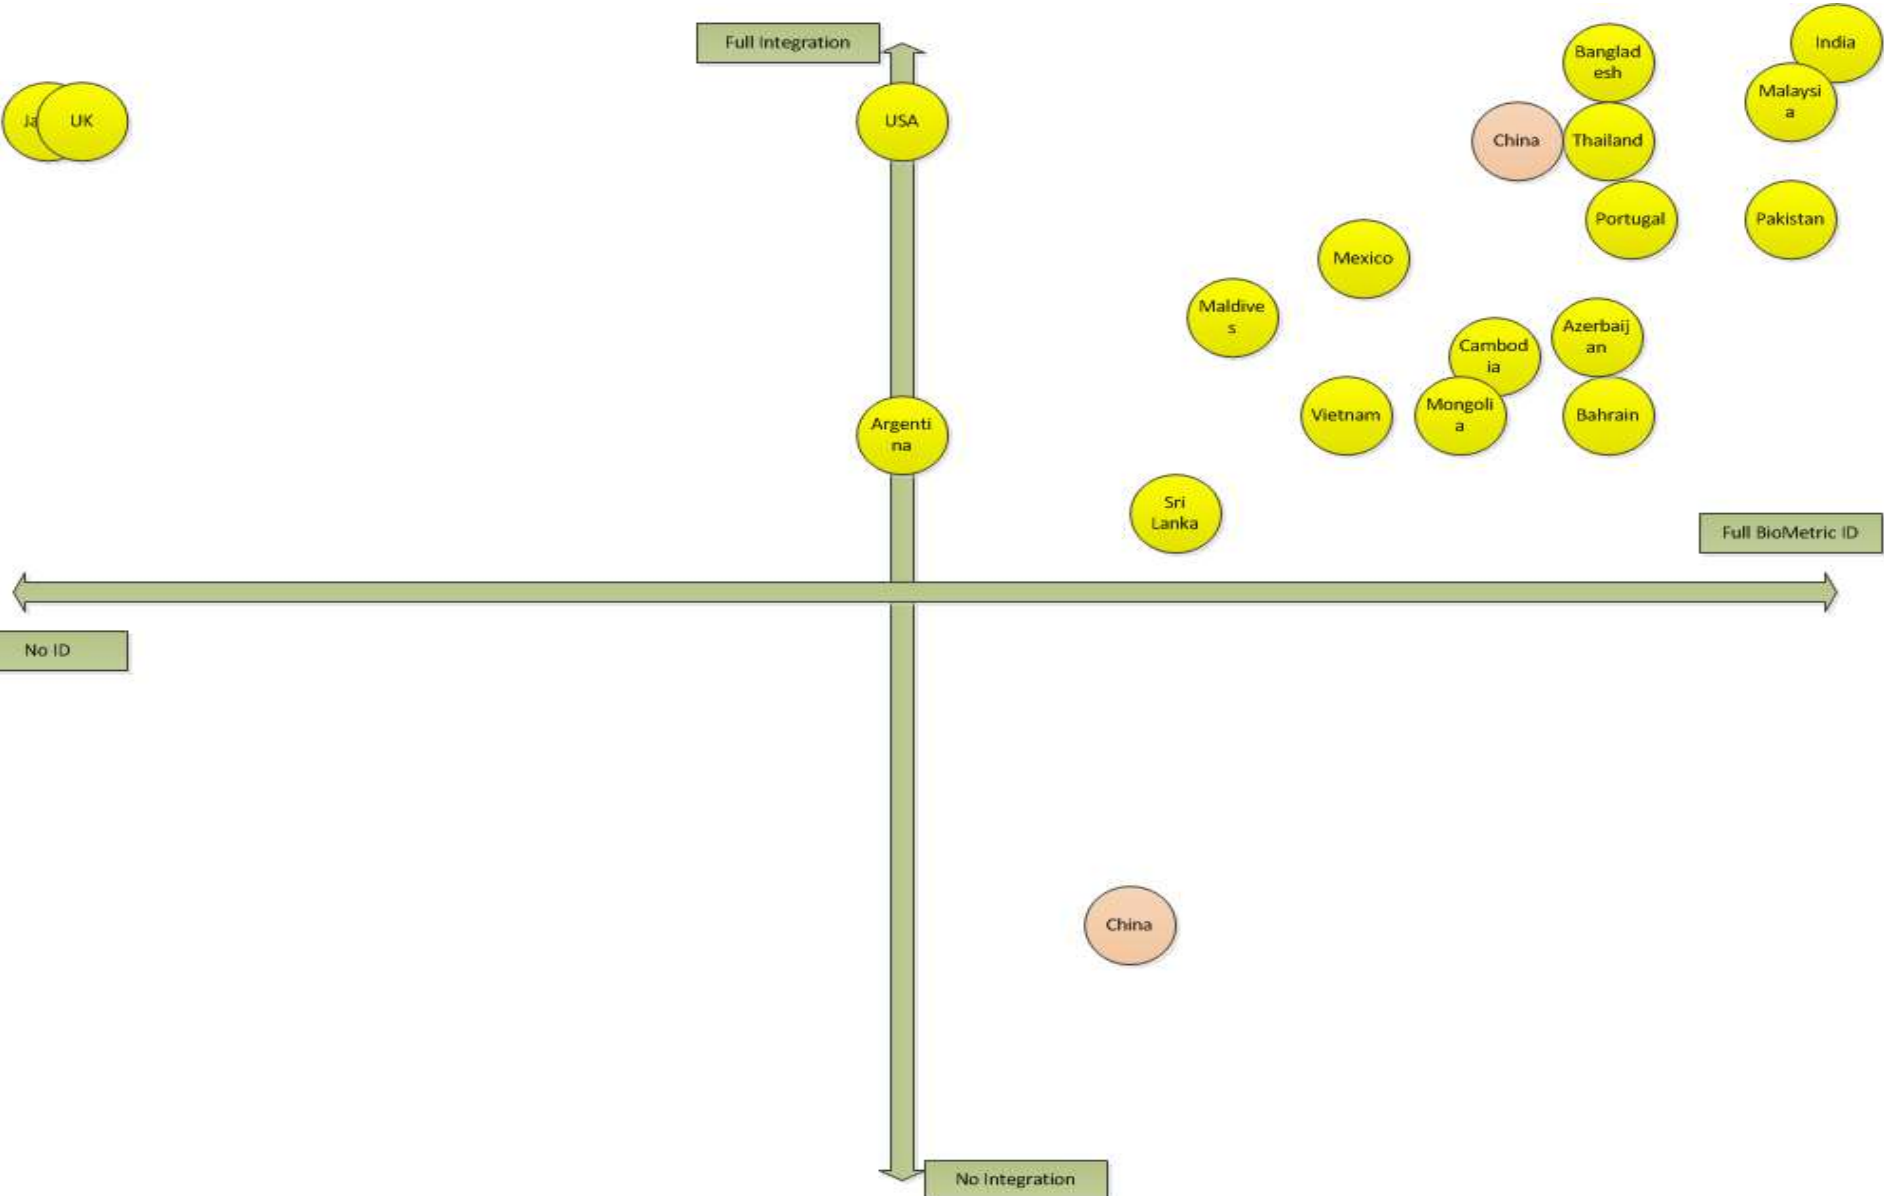 Full Integration
India
Banglad
esh
Malaysi
a
UK
USA
China
Thailand
Portugal
Pakistan
Mexico
Maldive
s
Azerbaij
an
Cambod
ia
Vietnam
Mongoli
a
Bahrain
Argenti
na
Sri
Lanka
Full BioMetric ID
No ID
China
No Integration